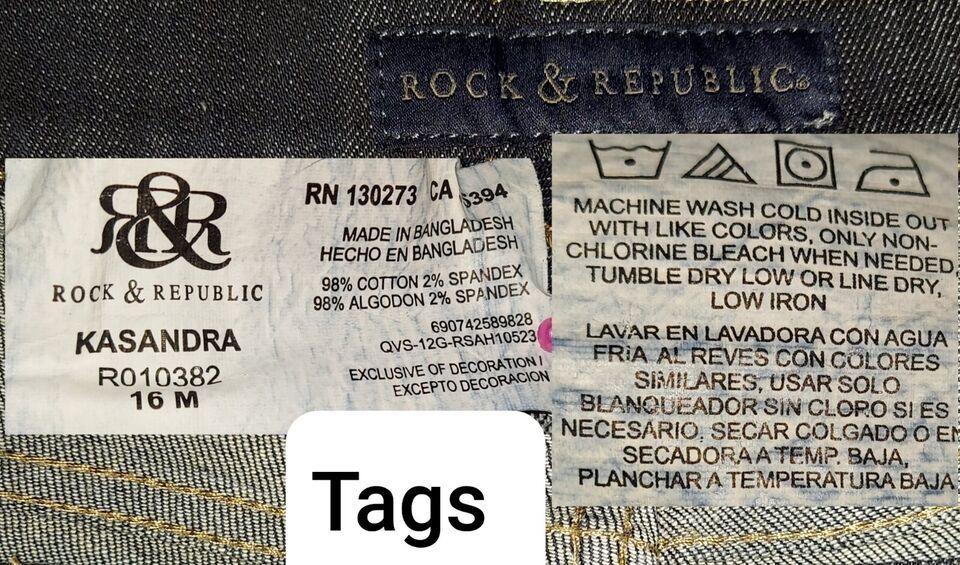 ROCK & REPUBLIC®
R&R
ROCK & REPUBLIC
KASANDRA
R010382
16 M
RN 130273 CA
MADE IN BANGLADESH
HECHO EN BANGLADESH
98% COTTON 2% SPANDEX
98% ALGODON 2% SPANDEX
690742589828
QVS-12G-RSAH10523
EXCLUSIVE OF DECORATION /
EXCEPTO DECORACION
MACHINE WASH COLD INSIDE OUT
WITH LIKE COLORS, ONLY NON-
CHLORINE BLEACH WHEN NEEDED,
TUMBLE DRY LOW OR LINE DRY,
LOW IRON
LAVAR EN LAVADORA CON AGUA
FRIA AL REVES CON COLORES
SIMILARES, USAR SOLO
BLANQUEADOR SIN CLORO SI ES
NECESARIO, SECAR COLGADO O EN
SECADORA A TEMP. BAJA,
PLANCHAR A TEMPERATURA BAJA
Tags